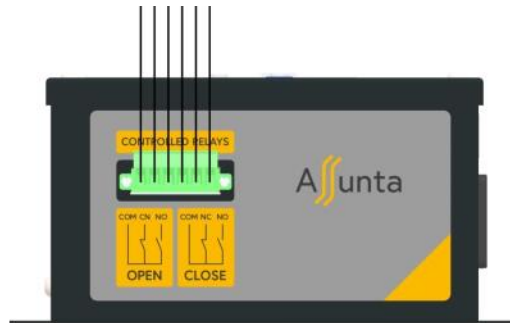 CONTROLLED RELAYS
Assunta
COM CN NO COM NC NO
OPEN CLOSE